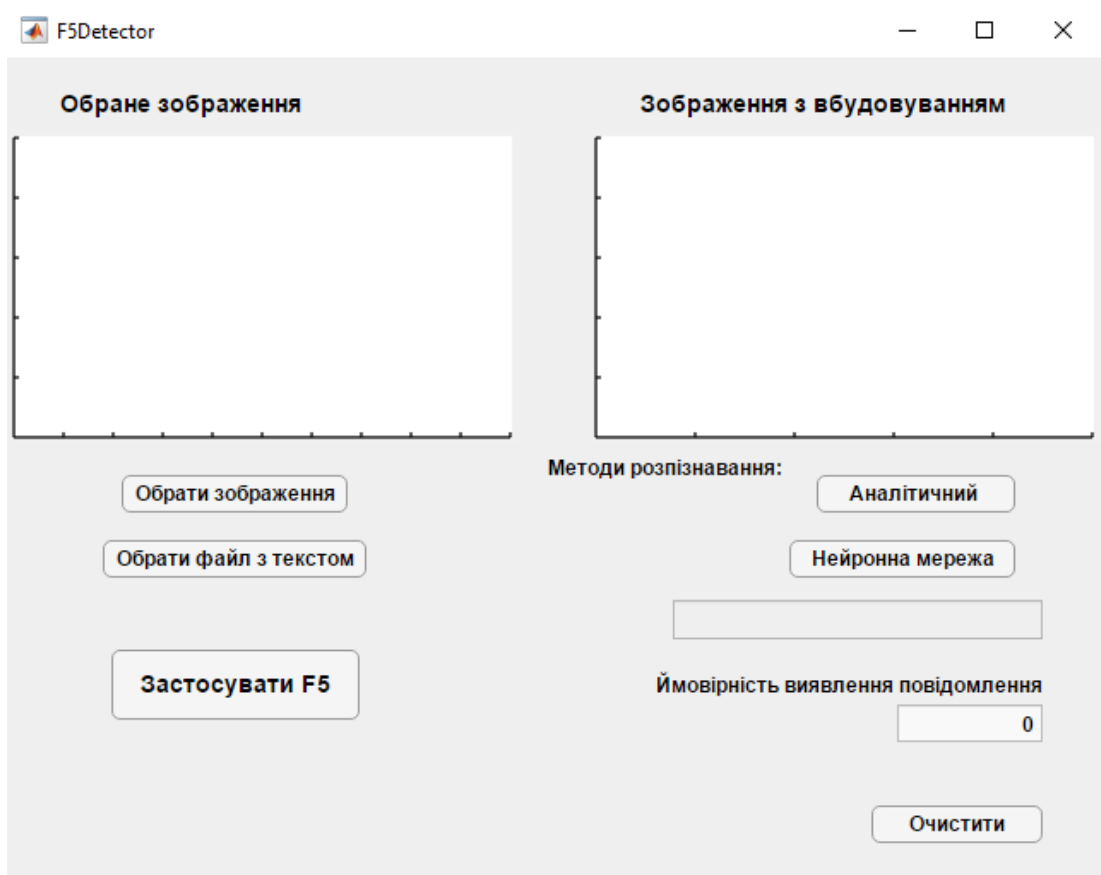 F5Detector
Обране зображення
Зображення з вбудовуванням
Методи розпізнавання:
Обрати зображення
Аналітичний
Обрати файл з текстом
Нейронна мережа
Застосувати F5
Ймовірність виявлення повідомлення
0
Очистити